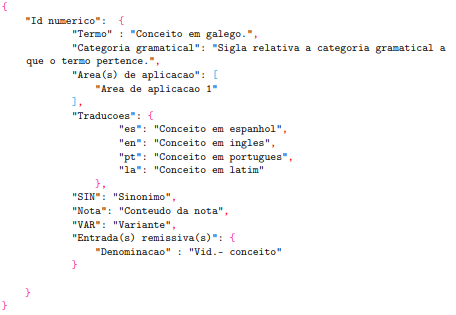 {
"Id numerico":  {
"Termo" : "Conceito em galego.",
"Categoria gramatical": "Sigla relativa a categoria gramatical a
que o termo pertence.",
"Area(s) de aplicacao": [
"Area de aplicacao 1"
],
"Traducoes": {
"es": "Conceito em espanhol",
"en": "Conceito em ingles",
"pt": "Conceito em portugues",
"la": "Conceito em latim"
},
"SIN": "Sinonimo",
"Nota": "Conteudo da nota",
"VAR": "Variante",
"Entrada(s) remissiva(s)": {
"Denominacao" : "Vid.- conceito"
}
}
}